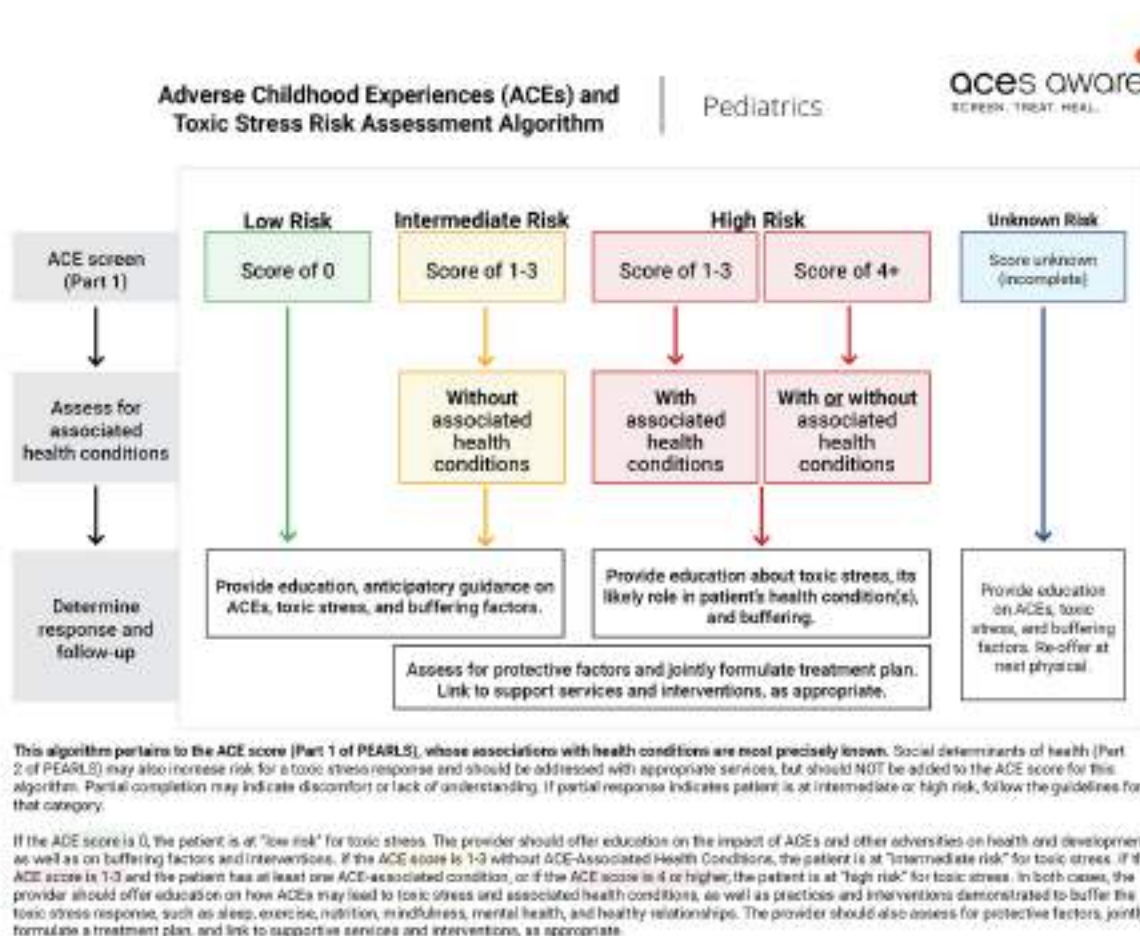 Adverse Childhood Experiences (ACEs) and
Toxic Stress Risk Assessment Algorithm
Pediatrics
aces aware
SCREEN. TREAT. HEAL.
Low Risk
Intermediate Risk
High Risk
Unknown Risk
ACE screen
(Part 1)
Score of 0
Score of 1-3
Score of 1-3
Score of 4+
Score unknown
(incomplete)
Assess for
associated
health conditions
Without
associated
health
conditions
With
associated
health
conditions
With or without
associated
health
conditions
Determine
response and
follow-up
Provide education, anticipatory guidance on
ACEs, toxic stress, and buffering factors.
Provide education about toxic stress, its
likely role in patient's health condition(s),
and buffering.
Assess for protective factors and jointly formulate treatment plan.
Link to support services and interventions, as appropriate.
Provide education
on ACEs, toxic
stress, and buffering
factors. Re-offer at
next physical.
This algorithm pertains to the ACE score (Part 1 of PEARLS), whose associations with health conditions are most precisely known. Social determinants of health (Part
2 of PEARLS) may also increase risk for a toxic stress response and should be addressed with appropriate services, but should NOT be added to the ACE score for this
algorithm. Partial completion may indicate discomfort or lack of understanding. If partial response indicates patient is at intermediate or high risk, follow the guidelines for
that category.
If the ACE score is 0, the patient is at "low risk" for toxic stress. The provider should offer education on the impact of ACEs and other adversities on health and developmen
as well as on buffering factors and interventions. If the ACE score is 1-3 without ACE-Associated Health Conditions, the patient is at "intermediate risk" for toxic stress. If t
ACE score is 1-3 and the patient has at least one ACE-associated condition, or if the ACE score is 4 or higher, the patient is at "high risk" for toxic stress. In both cases, the
provider should offer education on how ACEs may lead to toxic stress and associated health conditions, as well as practices and interventions demonstrated to buffer the
toxic stress response, such as sleep, exercise, nutrition, mindfulness, mental health, and healthy relationships. The provider should also assess for protective factors, jointl
formulate a treatment plan, and link to supportive services and interventions, as appropriate.